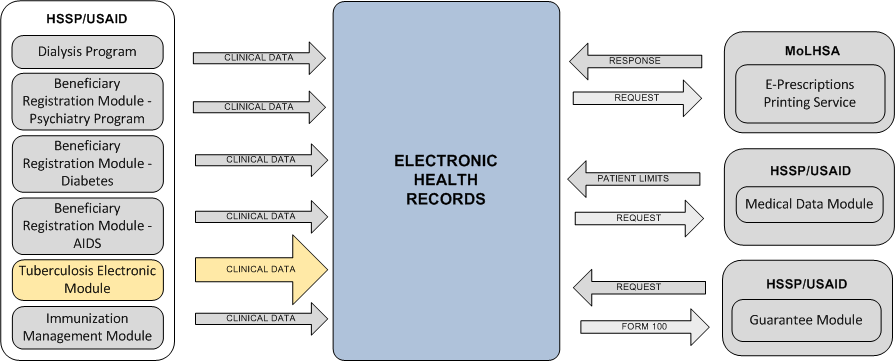 HSSP/USAID
Dialysis Program
Beneficiary
Registration Module -
Psychiatry Program
Beneficiary
Registration Module -
Diabetes
Beneficiary
Registration Module -
AIDS
Tuberculosis Electronic
Module
Immunization
Management Module
CLINICAL DATA
CLINICAL DATA
CLINICAL DATA
CLINICAL DATA
CLINICAL DATA
CLINICAL DATA
ELECTRONIC
HEALTH
RECORDS
RESPONSE
REQUEST
PATIENT LIMITS
REQUEST
REQUEST
FORM 100
MoLHSA
E-Prescriptions
Printing Service
HSSP/USAID
Medical Data Module
HSSP/USAID
Guarantee Module